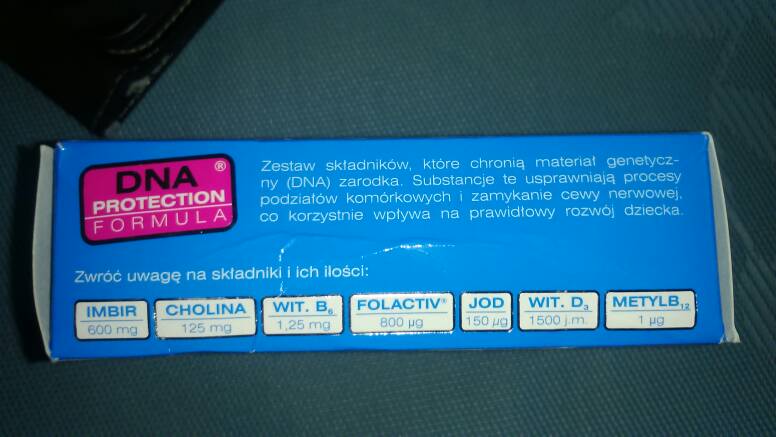 DNA ®
PROTECTION
FORMULA
Zestaw składników, które chronią materiał genetycz-
ny (DNA) zarodka. Substancje te usprawniają procesy
podziałów komórkowych i zamykanie cewy nerwowej,
co korzystnie wpływa na prawidłowy rozwój dziecka.
Zwróć uwagę na składniki i ich ilości:
IMBIR
600 mg
CHOLINA
125 mg
WIT. B₆
1,25 mg
FOLACTIV®
800 µg
JOD
150 µg
WIT. D₃
1500 j.m.
METYLB₁₂
1 µg